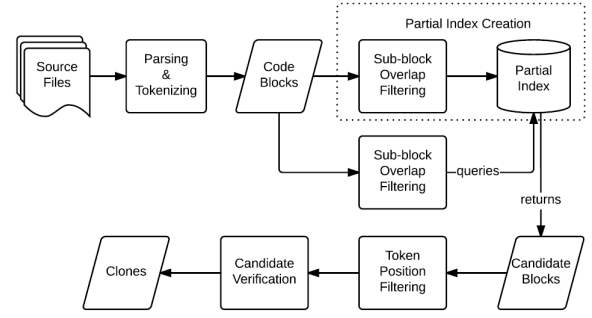 Partial Index Creation
Source
Files
Parsing
&
Tokenizing
Code
Blocks
Sub-block
Overlap
Filtering
Partial
Index
Sub-block
Overlap
Filtering
queries
returns
Clones
Candidate
Verification
Token
Position
Filtering
Candidate
Blocks